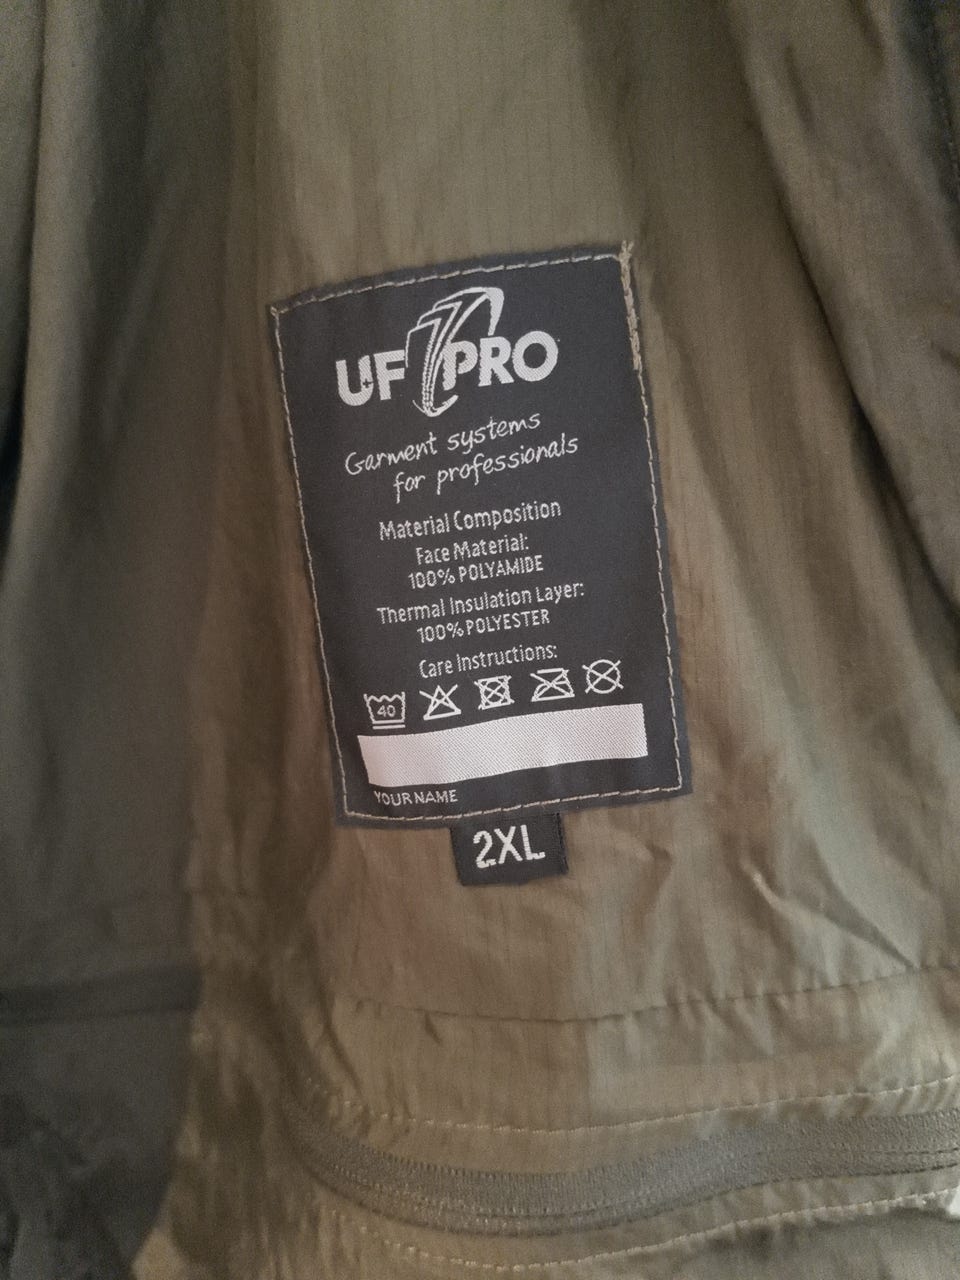 UF PRO
Garment systems
for professionals
Material Composition
Face Material:
100% POLYAMIDE
Thermal Insulation Layer:
100% POLYESTER
Care Instructions:
40
YOUR NAME
2XL